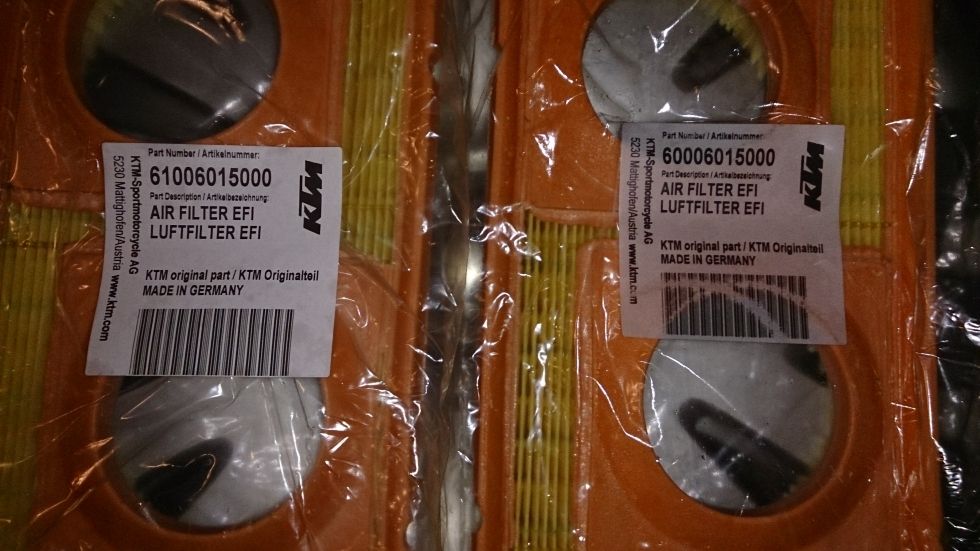 Part Number / Artikelnummer:
61006015000
Part Description / Artikelbezeichnung:
AIR FILTER EFI
LUFTFILTER EFI
KTM original part / KTM Originalteil
MADE IN GERMANY
KTM
KTM-Sportmotorcycle AG
5230 Mattighofen/Austria www.ktm.com
Part Number / Artikelnummer:
60006015000
Part Description / Artikelbezeichnung:
AIR FILTER EFI
LUFTFILTER EFI
KTM original part / KTM Originalteil
MADE IN GERMANY
KTM
KTM-Sportmotorcycle AG
5230 Mattighofen/Austria www.ktm.com